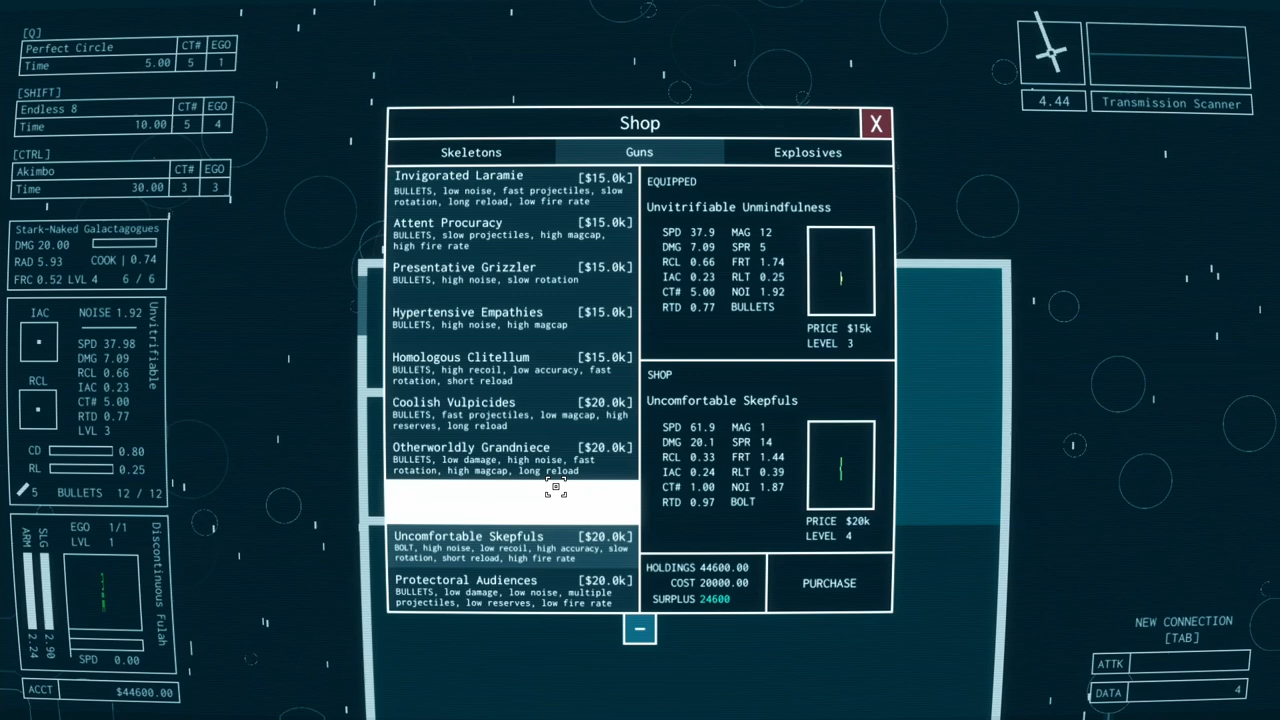 [Q]
Perfect Circle CT# EGO
Time 5.00 5 1
[SHIFT]
Endless 8 CT# EGO
Time 10.00 5 4
[CTRL]
Akimbo CT# EGO
Time 30.00 3 3
Stark-Naked Galactagogues
DMG 20.00
RAD 5.93 COOK | 0.74
FRC 0.52 LVL 4 6 / 6
IAC NOISE 1.92
Unvitrifiable
SPD 37.98
DMG 7.09
RCL RCL 0.66
IAC 0.23
CT# 5.00
RTD 0.77
LVL 3
CD 0.80
RL 0.25
5 BULLETS 12 / 12
ARM SLG EGO 1/1
LVL 1
Discontinuous Fulah
2.24 2.90 SPD 0.00
ACCT $44600.00
Shop X
Skeletons Guns Explosives
Invigorated Laramie [$15.0k]
BULLETS, low noise, fast projectiles, slow
rotation, long reload, low fire rate
Attent Procuracy [$15.0k]
BULLETS, slow projectiles, high magcap,
high fire rate
Presentative Grizzler [$15.0k]
BULLETS, high noise, slow rotation
Hypertensive Empathies [$15.0k]
BULLETS, high noise, high magcap
Homologous Clitellum [$15.0k]
BULLETS, high recoil, low accuracy, fast
rotation, short reload
Coolish Vulpicides [$20.0k]
BULLETS, fast projectiles, low magcap, high
reserves, long reload
Otherworldly Grandniece [$20.0k]
BULLETS, low damage, high noise, fast
rotation, high magcap, long reload
Uncomfortable Skepfuls [$20.0k]
BOLT, high noise, low recoil, high accuracy, slow
rotation, short reload, high fire rate
Protectoral Audiences [$20.0k]
BULLETS, low damage, low noise, multiple
projectiles, low reserves, low fire rate
EQUIPPED
Unvitrifiable Unmindfulness
SPD 37.9 MAG 12
DMG 7.09 SPR 5
RCL 0.66 FRT 1.74
IAC 0.23 RLT 0.25
CT# 5.00 NOI 1.92
RTD 0.77 BULLETS
PRICE $15k
LEVEL 3
SHOP
Uncomfortable Skepfuls
SPD 61.9 MAG 1
DMG 20.1 SPR 14
RCL 0.33 FRT 1.44
IAC 0.24 RLT 0.39
CT# 1.00 NOI 1.87
RTD 0.97 BOLT
PRICE $20k
LEVEL 4
HOLDINGS 44600.00
COST 20000.00
SURPLUS 24600
PURCHASE
−
4.44 Transmission Scanner
NEW CONNECTION
[TAB]
ATTK
DATA 4